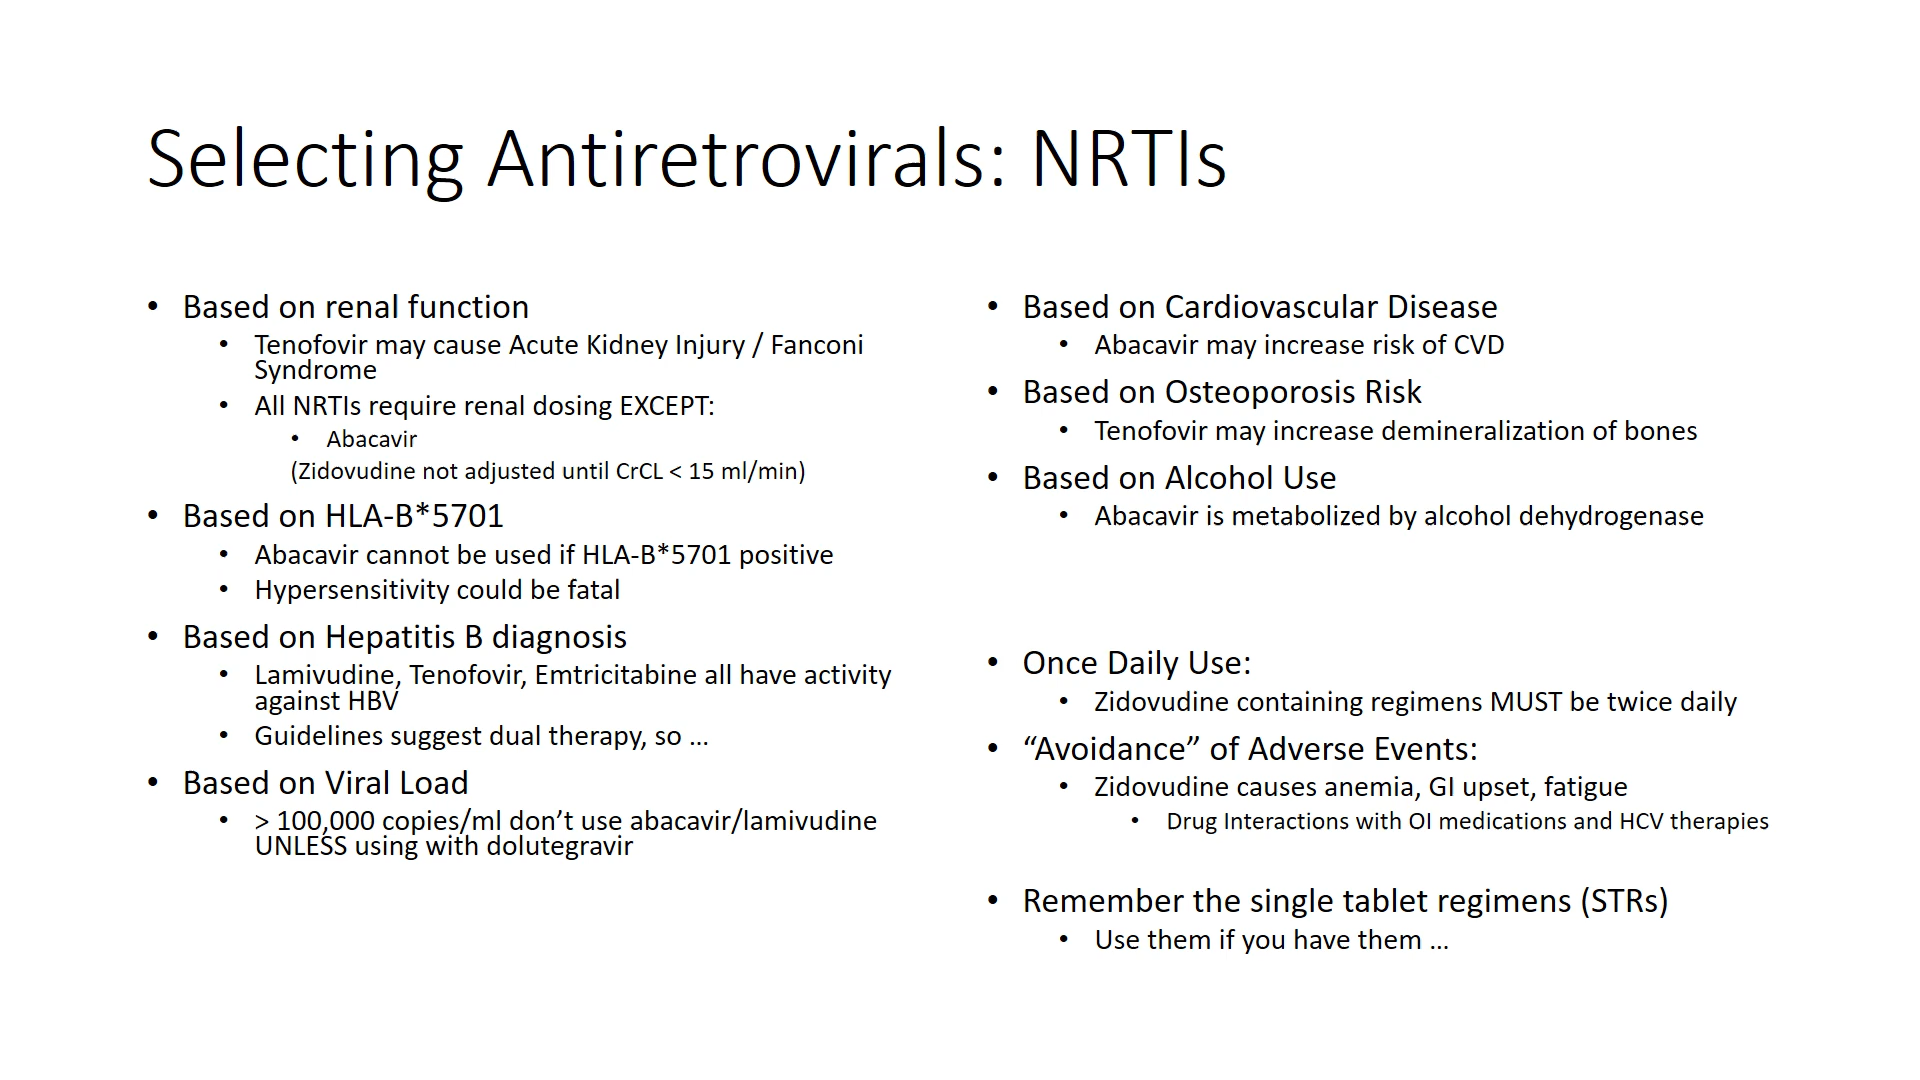 Selecting Antiretrovirals: NRTIs
• Based on renal function
• Tenofovir may cause Acute Kidney Injury / Fanconi
Syndrome
• All NRTIs require renal dosing EXCEPT:
• Abacavir
(Zidovudine not adjusted until CrCL < 15 ml/min)
• Based on HLA-B*5701
• Abacavir cannot be used if HLA-B*5701 positive
• Hypersensitivity could be fatal
• Based on Hepatitis B diagnosis
• Lamivudine, Tenofovir, Emtricitabine all have activity
against HBV
• Guidelines suggest dual therapy, so …
• Based on Viral Load
• > 100,000 copies/ml don’t use abacavir/lamivudine
UNLESS using with dolutegravir
• Based on Cardiovascular Disease
• Abacavir may increase risk of CVD
• Based on Osteoporosis Risk
• Tenofovir may increase demineralization of bones
• Based on Alcohol Use
• Abacavir is metabolized by alcohol dehydrogenase
• Once Daily Use:
• Zidovudine containing regimens MUST be twice daily
• “Avoidance” of Adverse Events:
• Zidovudine causes anemia, GI upset, fatigue
• Drug Interactions with OI medications and HCV therapies
• Remember the single tablet regimens (STRs)
• Use them if you have them …